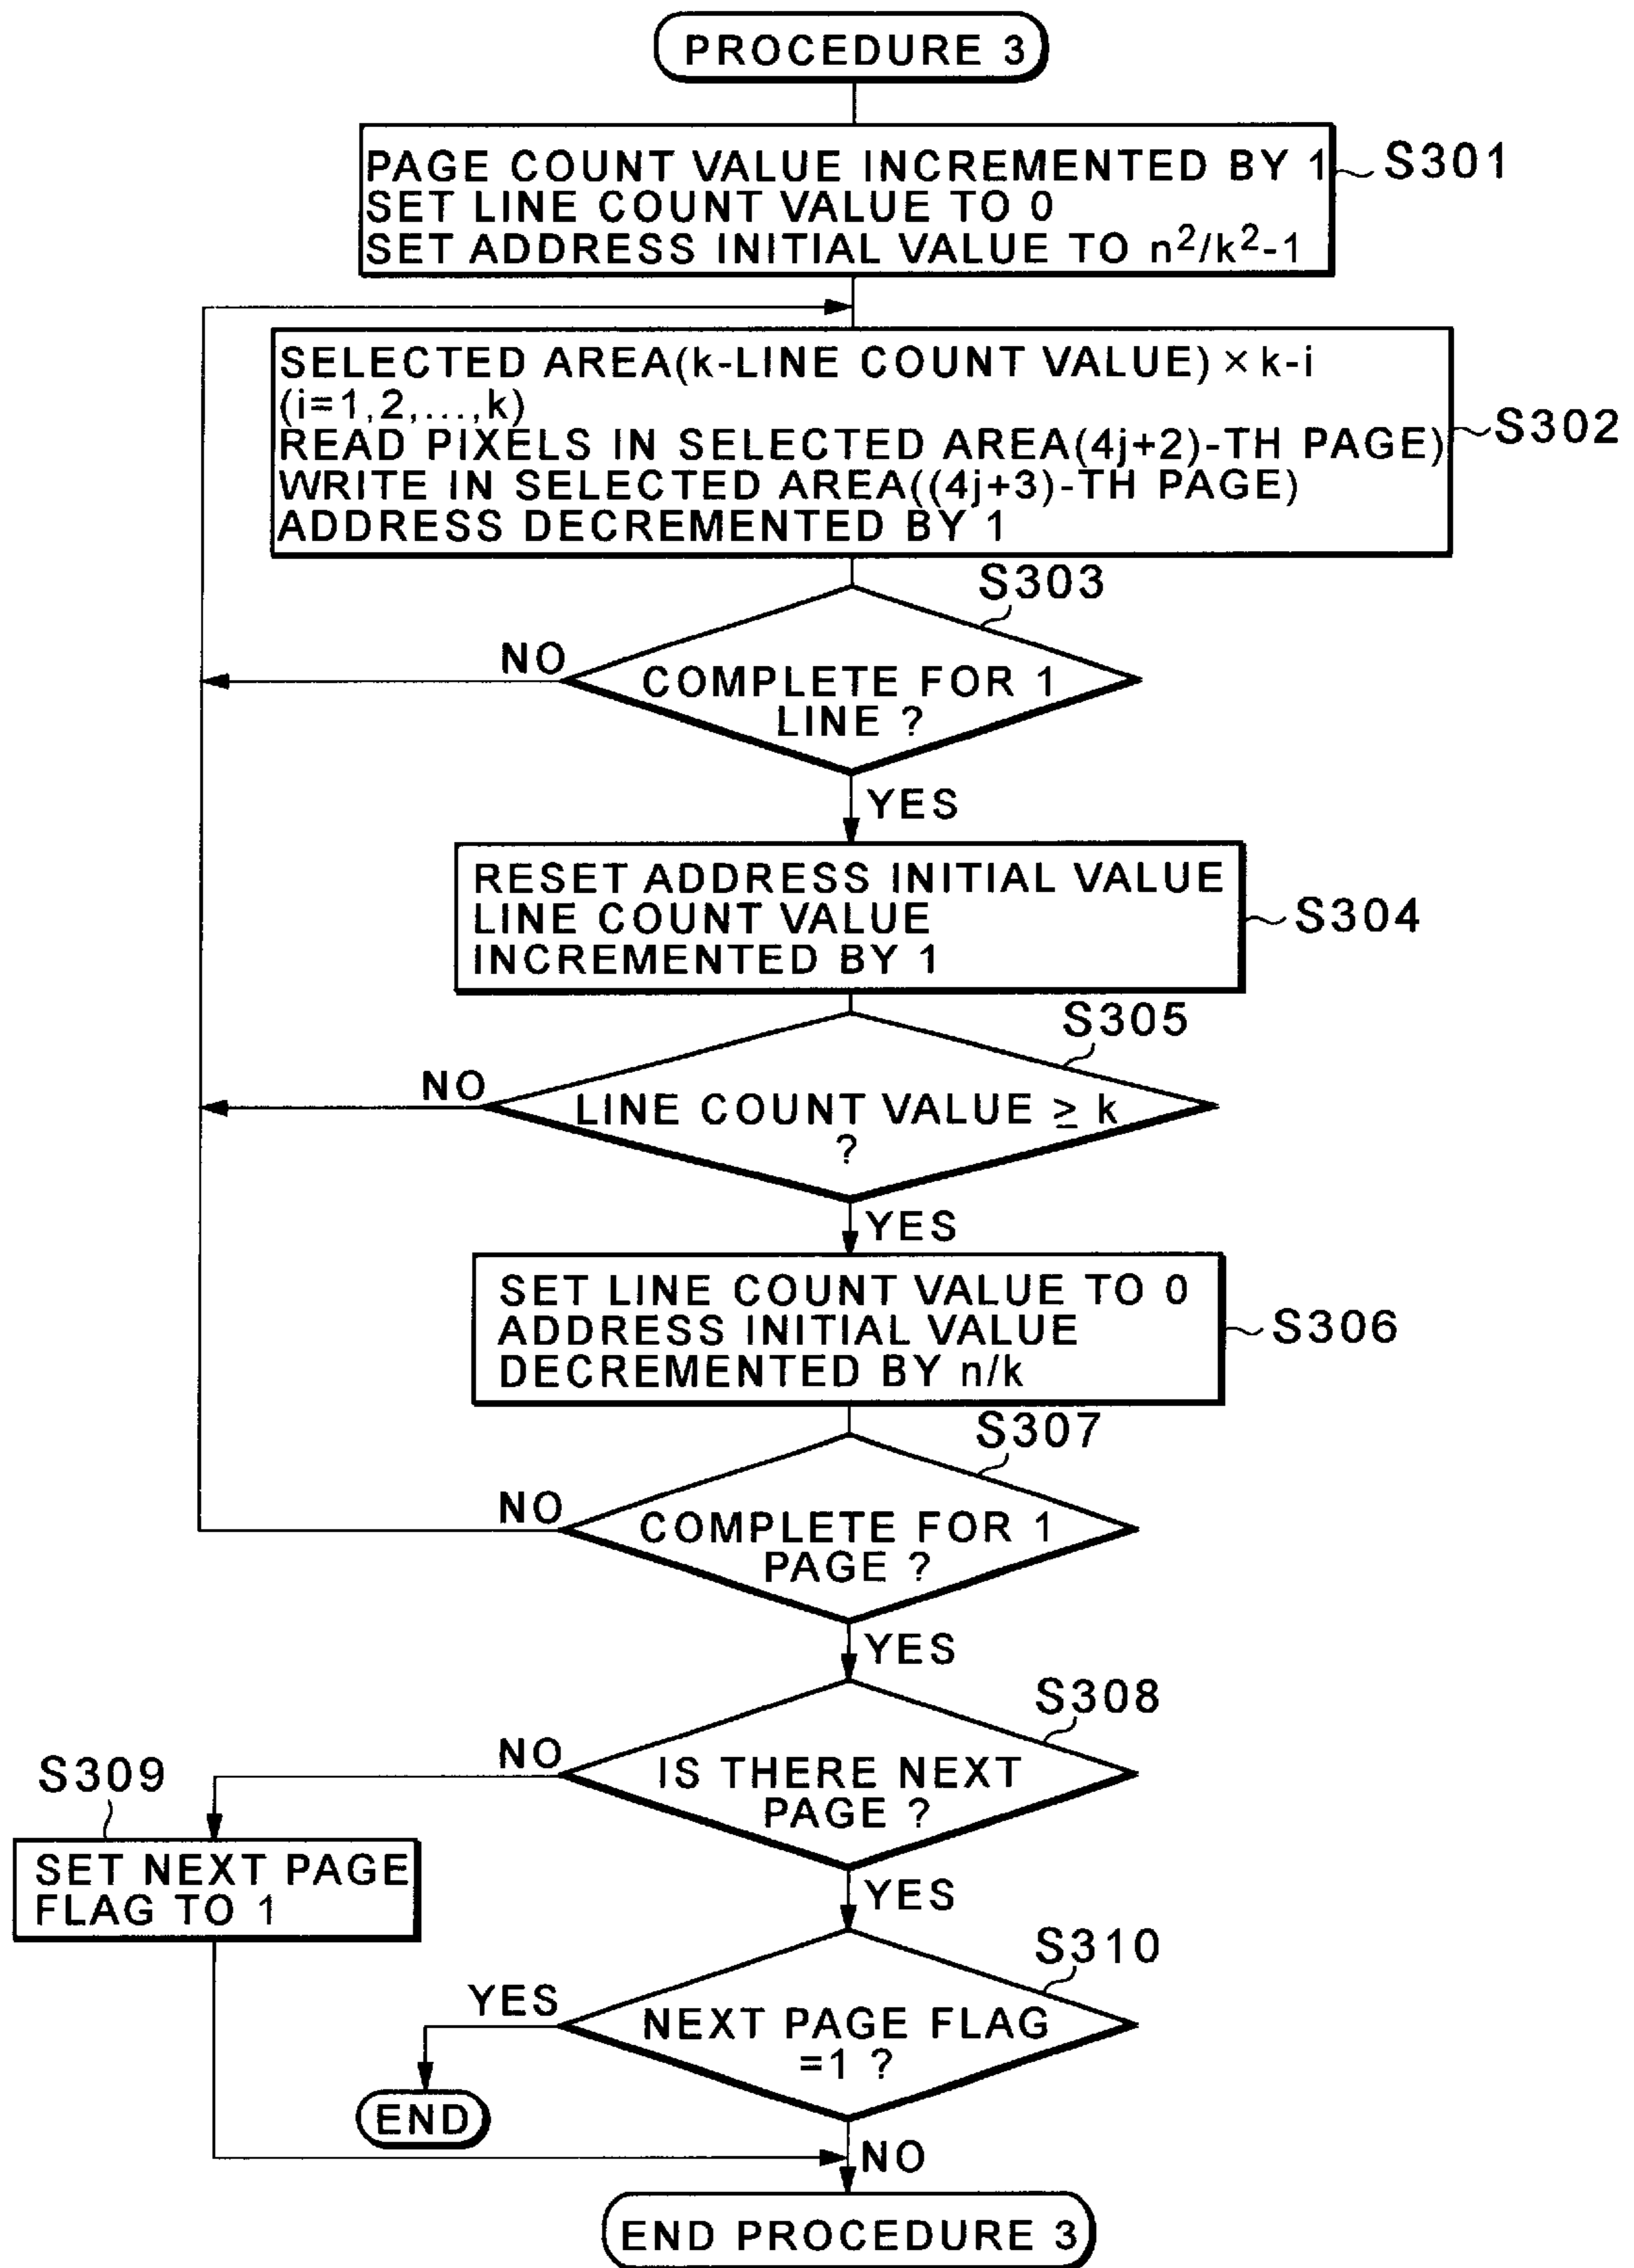 PROCEDURE 3
PAGE COUNT VALUE INCREMENTED BY 1
SET LINE COUNT VALUE TO 0
SET ADDRESS INITIAL VALUE TO n²/k²-1
S301
SELECTED AREA(k-LINE COUNT VALUE)×k-i
(i=1,2,...,k)
READ PIXELS IN SELECTED AREA(4j+2)-TH PAGE)
WRITE IN SELECTED AREA((4j+3)-TH PAGE)
ADDRESS DECREMENTED BY 1
S302
S303
NO
COMPLETE FOR 1
LINE ?
YES
RESET ADDRESS INITIAL VALUE
LINE COUNT VALUE
INCREMENTED BY 1
S304
S305
NO
LINE COUNT VALUE ≥ k
?
YES
SET LINE COUNT VALUE TO 0
ADDRESS INITIAL VALUE
DECREMENTED BY n/k
S306
S307
NO
COMPLETE FOR 1
PAGE ?
YES
S308
NO
IS THERE NEXT
PAGE ?
S309
SET NEXT PAGE
FLAG TO 1
YES
S310
YES
NEXT PAGE FLAG
=1 ?
END
NO
END PROCEDURE 3